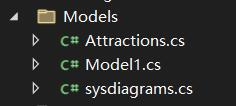 Models
C# Attractions.cs
C# Model1.cs
C# sysdiagrams.cs